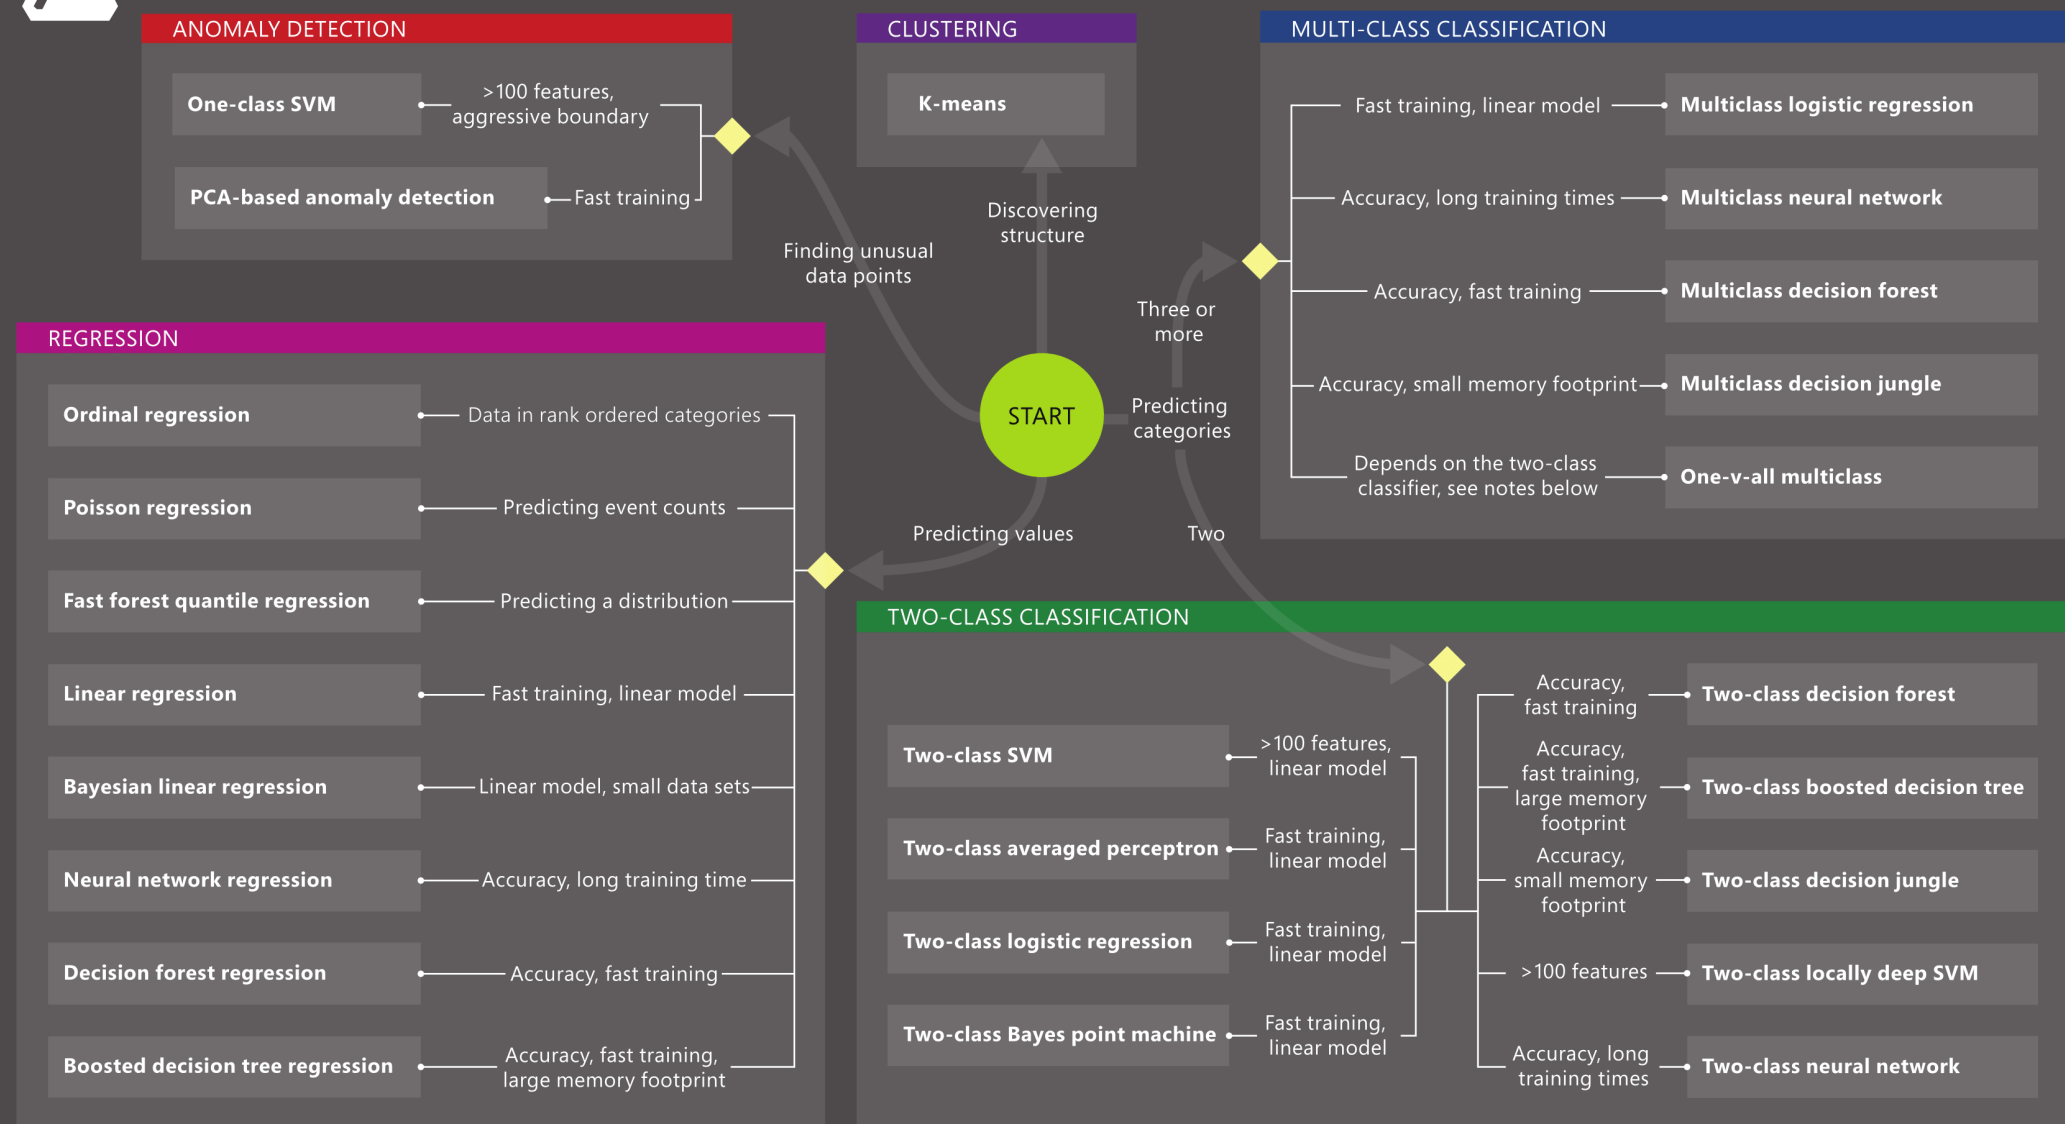 ANOMALY DETECTION
One-class SVM
>100 features,
aggressive boundary
PCA-based anomaly detection
Fast training
CLUSTERING
K-means
MULTI-CLASS CLASSIFICATION
Fast training, linear model
Multiclass logistic regression
Accuracy, long training times
Multiclass neural network
Accuracy, fast training
Multiclass decision forest
Accuracy, small memory footprint
Multiclass decision jungle
Depends on the two-class
classifier, see notes below
One-v-all multiclass
Finding unusual
data points
Discovering
structure
Three or
more
START
Predicting
categories
Predicting values
Two
REGRESSION
Ordinal regression
Data in rank ordered categories
Poisson regression
Predicting event counts
Fast forest quantile regression
Predicting a distribution
Linear regression
Fast training, linear model
Bayesian linear regression
Linear model, small data sets
Neural network regression
Accuracy, long training time
Decision forest regression
Accuracy, fast training
Boosted decision tree regression
Accuracy, fast training,
large memory footprint
TWO-CLASS CLASSIFICATION
Two-class SVM
>100 features,
linear model
Two-class averaged perceptron
Fast training,
linear model
Two-class logistic regression
Fast training,
linear model
Two-class Bayes point machine
Fast training,
linear model
Accuracy,
fast training
Two-class decision forest
Accuracy,
fast training,
large memory
footprint
Two-class boosted decision tree
Accuracy,
small memory
footprint
Two-class decision jungle
>100 features
Two-class locally deep SVM
Accuracy, long
training times
Two-class neural network